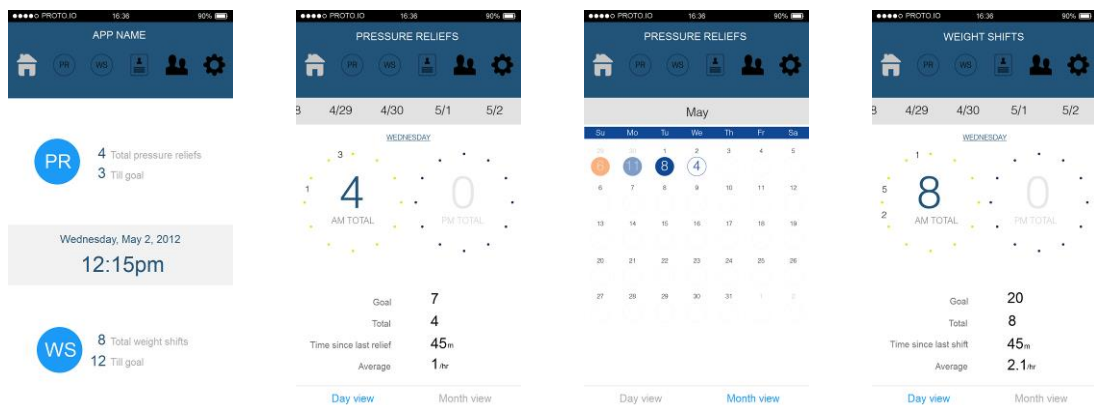 PROTO.IO 16:36 90%
APP NAME
PR WS
PR
4 Total pressure reliefs
3 Till goal
Wednesday, May 2, 2012
12:15pm
WS
8 Total weight shifts
12 Till goal
PROTO.IO 16:36 90%
PRESSURE RELIEFS
PR WS
8 4/29 4/30 5/1 5/2
WEDNESDAY
3
1
4
AM TOTAL
0
PM TOTAL
Goal 7
Total 4
Time since last relief 45m
Average 1/hr
Day view Month view
PROTO.IO 16:36 90%
PRESSURE RELIEFS
PR WS
May
Su Mo Tu We Th Fr Sa
29 30 1 2 3 4 5
6 11 8 4
6 7 8 9 10 11 12
13 14 15 16 17 18 19
20 21 22 23 24 25 26
27 28 29 30 31 1 2
Day view Month view
PROTO.IO 16:36 90%
WEIGHT SHIFTS
PR WS
8 4/29 4/30 5/1 5/2
WEDNESDAY
1
5
2
8
AM TOTAL
0
PM TOTAL
Goal 20
Total 8
Time since last shift 45m
Average 2.1/hr
Day view Month view